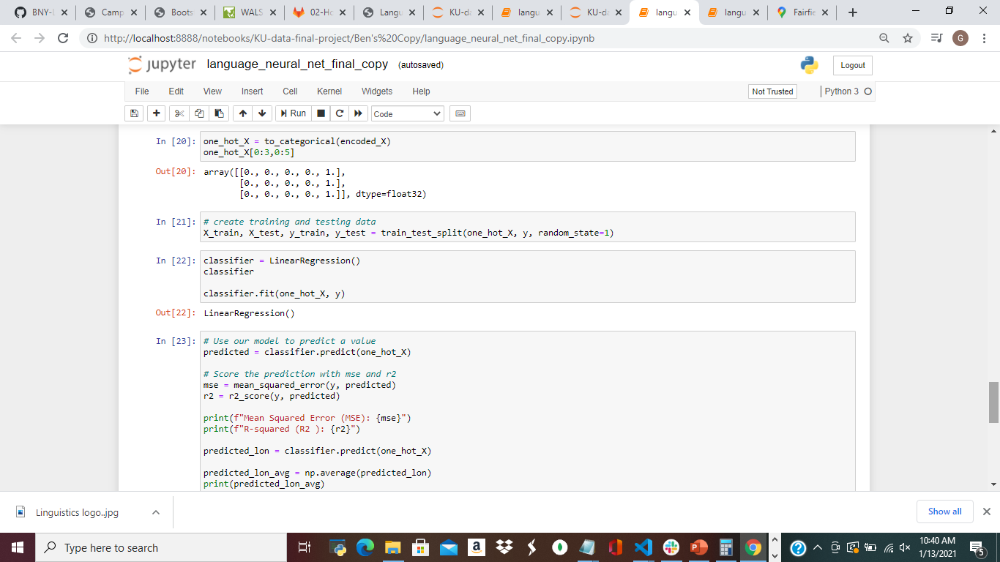 BNY-L
Camp
Boots
WALS
02-Ho
Langu
KU-da
langu
KU-da
langu
langu
Fairfie
http://localhost:8888/notebooks/KU-data-final-project/Ben's%20Copy/language_neural_net_final_copy.ipynb
G
jupyter language_neural_net_final_copy (autosaved)
Logout
File Edit View Insert Cell Kernel Widgets Help
Not Trusted
Python 3
Run
Code
In [20]: one_hot_X = to_categorical(encoded_X)
one_hot_X[0:3,0:5]
Out[20]: array([[0., 0., 0., 0., 1.],
[0., 0., 0., 0., 1.],
[0., 0., 0., 0., 1.]], dtype=float32)
In [21]: # create training and testing data
X_train, X_test, y_train, y_test = train_test_split(one_hot_X, y, random_state=1)
In [22]: classifier = LinearRegression()
classifier
classifier.fit(one_hot_X, y)
Out[22]: LinearRegression()
In [23]: # Use our model to predict a value
predicted = classifier.predict(one_hot_X)
# Score the prediction with mse and r2
mse = mean_squared_error(y, predicted)
r2 = r2_score(y, predicted)
print(f"Mean Squared Error (MSE): {mse}")
print(f"R-squared (R2 ): {r2}")
predicted_lon = classifier.predict(one_hot_X)
predicted_lon_avg = np.average(predicted_lon)
print(predicted_lon_avg)
Linguistics logo..jpg
Show all
Type here to search
10:40 AM
1/13/2021
5